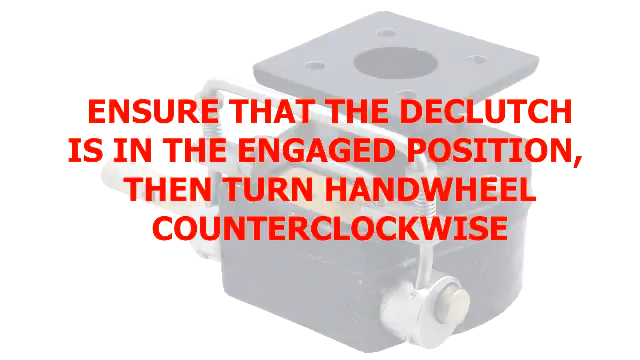 ENSURE THAT THE DECLUTCH
IS IN THE ENGAGED POSITION,
THEN TURN HANDWHEEL
COUNTERCLOCKWISE